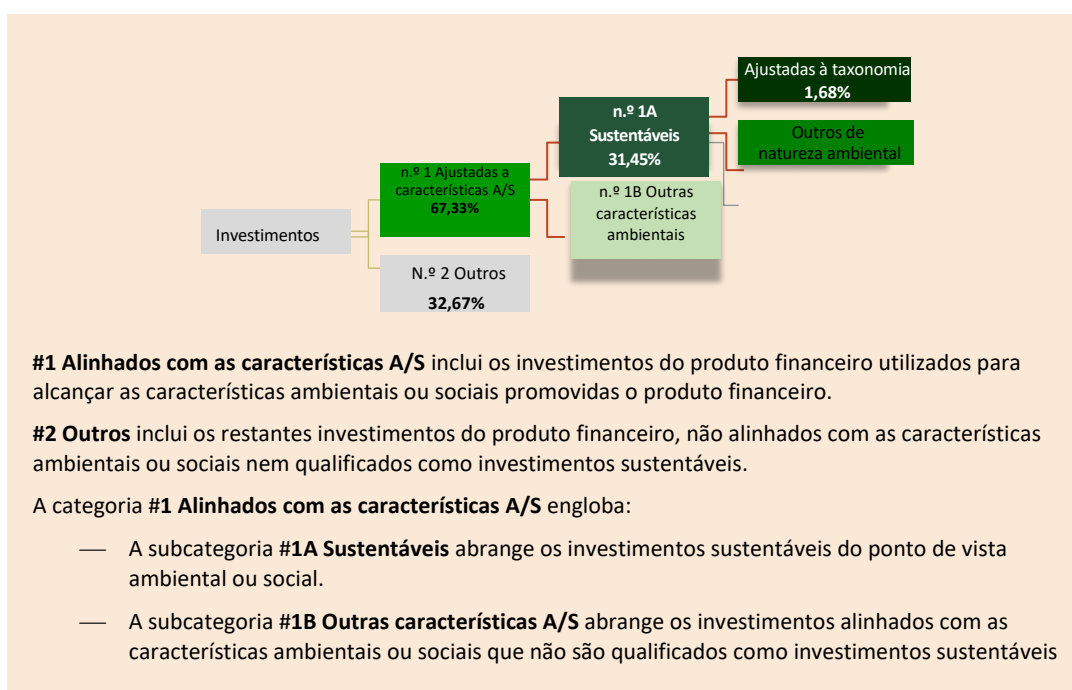 Ajustadas à taxonomia
1,68%
n.º 1A
Sustentáveis
31,45%
Outros de
natureza ambiental
n.º 1 Ajustadas a
características A/S
67,33%
n.º 1B Outras
características
ambientais
Investimentos
N.º 2 Outros
32,67%
#1 Alinhados com as características A/S inclui os investimentos do produto financeiro utilizados para
alcançar as características ambientais ou sociais promovidas o produto financeiro.
#2 Outros inclui os restantes investimentos do produto financeiro, não alinhados com as características
ambientais ou sociais nem qualificados como investimentos sustentáveis.
A categoria #1 Alinhados com as características A/S engloba:
— A subcategoria #1A Sustentáveis abrange os investimentos sustentáveis do ponto de vista
ambiental ou social.
— A subcategoria #1B Outras características A/S abrange os investimentos alinhados com as
características ambientais ou sociais que não são qualificados como investimentos sustentáveis